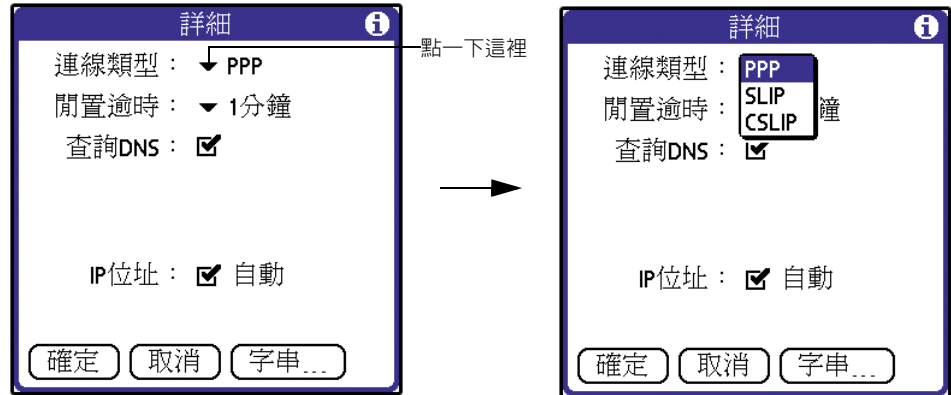 詳細
連線類型： PPP
點一下這裡
閒置逾時： 1分鐘
查詢DNS：
IP位址： 自動
確定 取消 字串...
詳細
連線類型： PPP
SLIP
CSLIP
閒置逾時： 鐘
查詢DNS：
IP位址： 自動
確定 取消 字串...